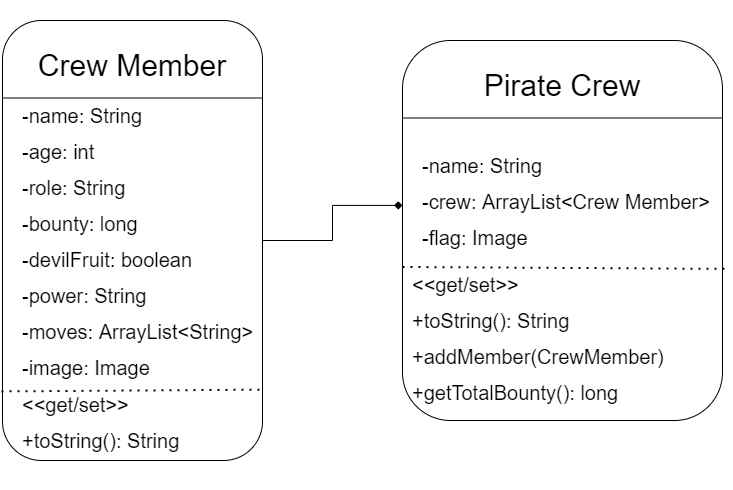 Crew Member
-name: String
-age: int
-role: String
-bounty: long
-devilFruit: boolean
-power: String
-moves: ArrayList<String>
-image: Image
<<get/set>>
+toString(): String
Pirate Crew
-name: String
-crew: ArrayList<Crew Member>
-flag: Image
<<get/set>>
+toString(): String
+addMember(CrewMember)
+getTotalBounty(): long